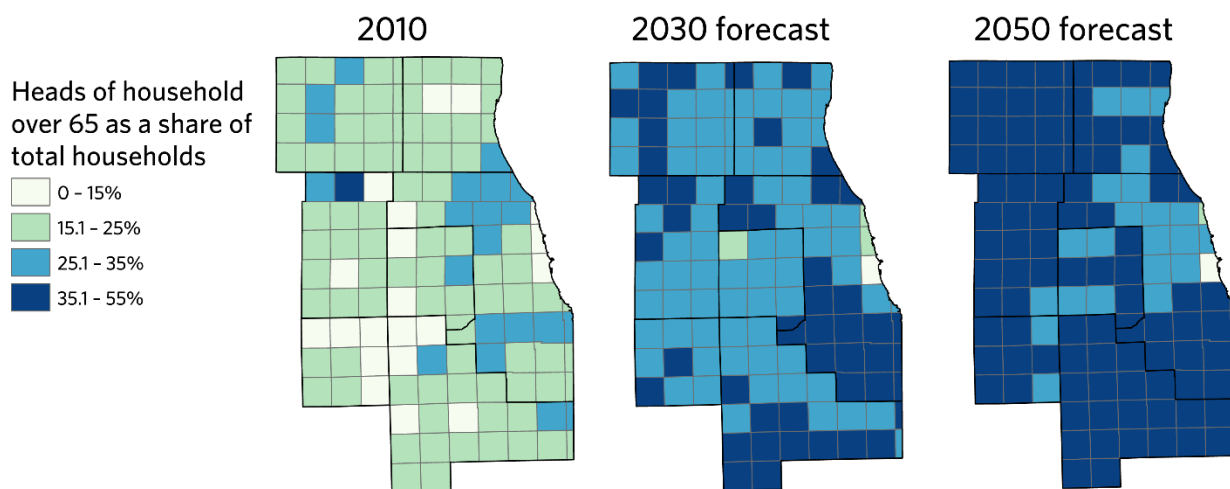 2010
2030 forecast
2050 forecast
Heads of household
over 65 as a share of
total households
0 – 15%
15.1 – 25%
25.1 – 35%
35.1 – 55%